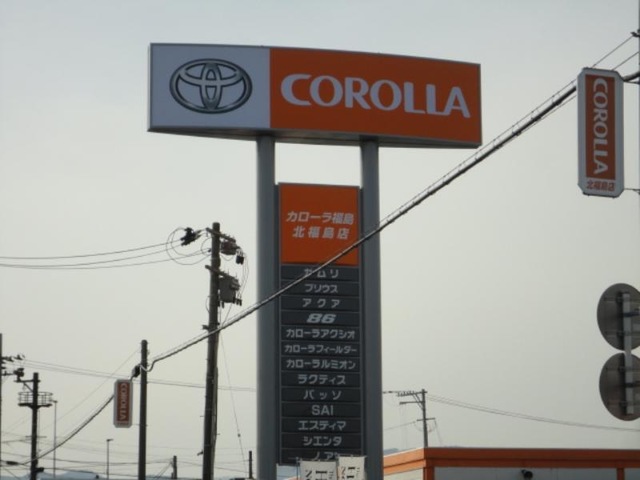 COROLLA
カローラ福島
北福島店
カムリ
プリウス
アクア
86
カローラアクシオ
カローラフィールダー
カローラルミオン
ラクティス
パッソ
SAI
エスティマ
シエンタ
COROLLA
北福島店
COROLLA